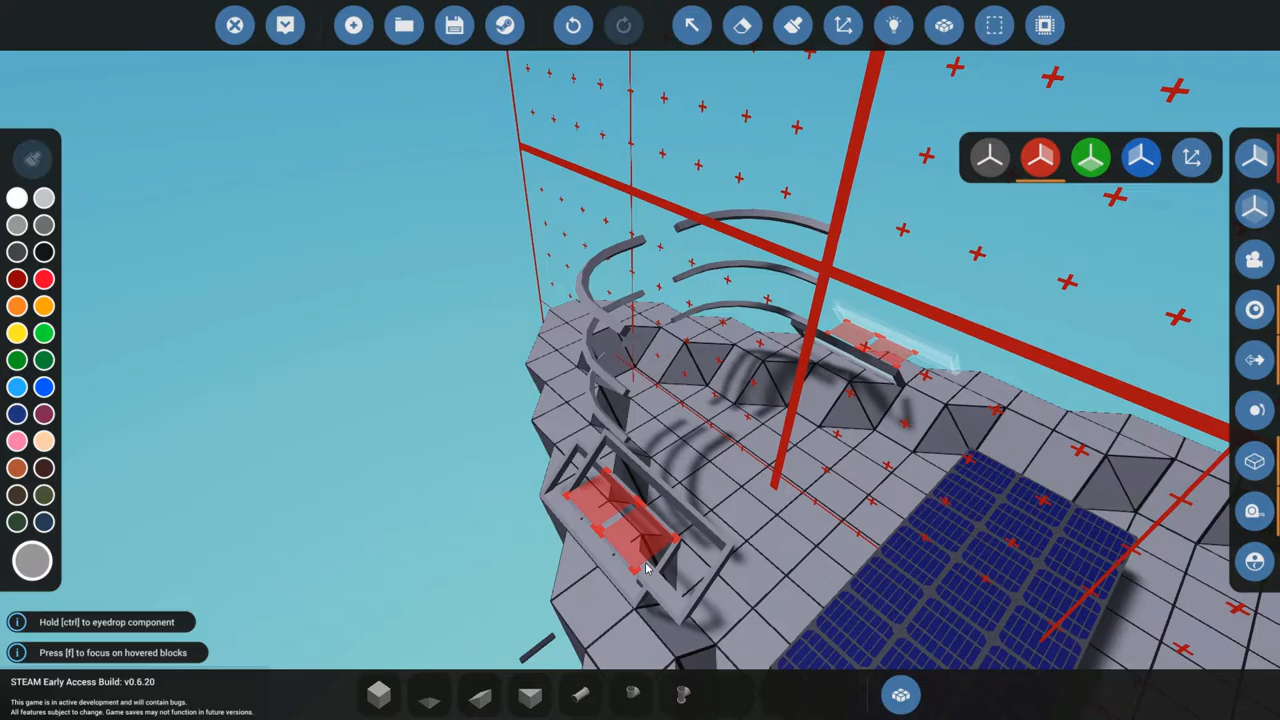 Hold [ctrl] to eyedrop component
Press [f] to focus on hovered blocks
STEAM Early Access Build: v0.6.20
This game is in active development and will contain bugs.
All features subject to change. Game saves may not function in future versions.